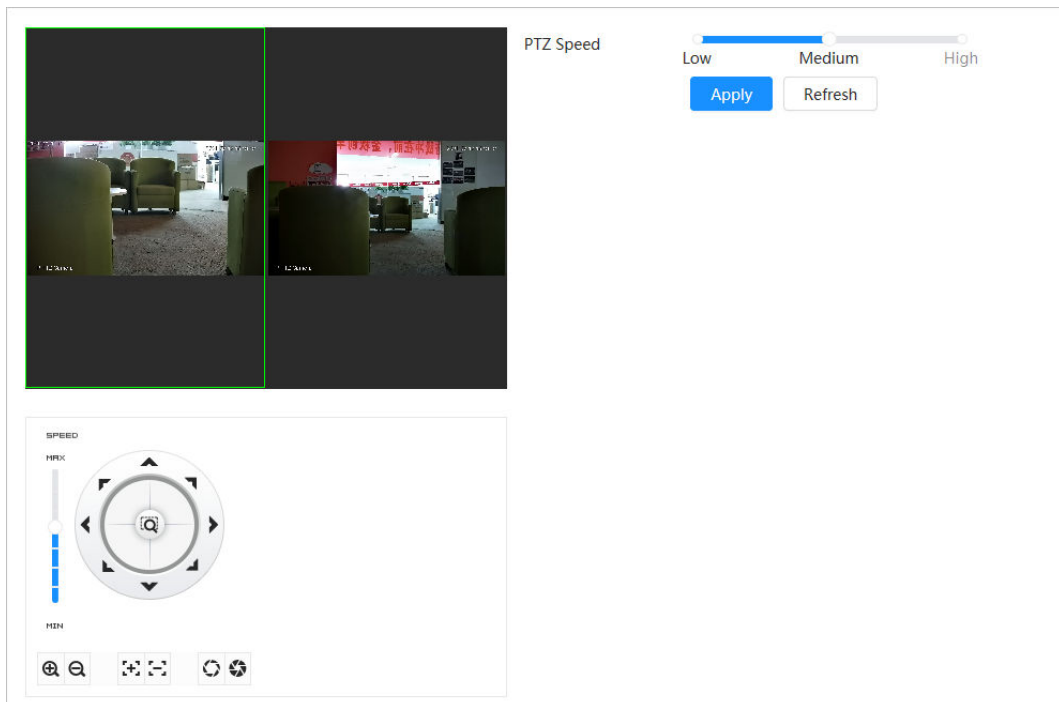 PTZ Speed
Low Medium High
Apply Refresh
SPEED
MAX
MIN